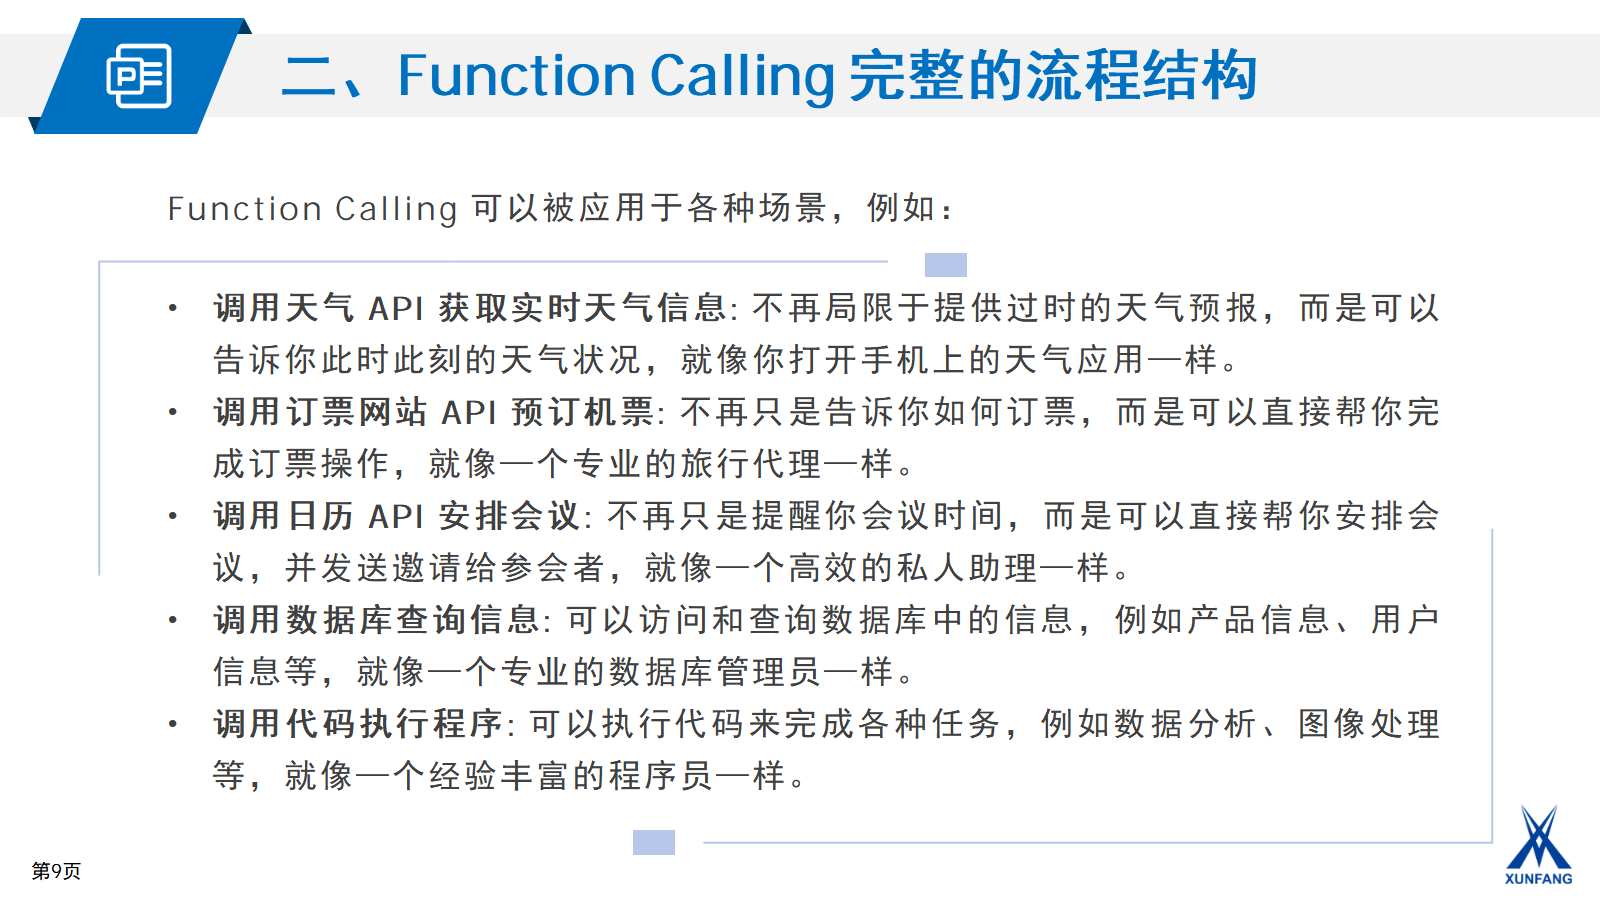 二、Function Calling 完整的流程结构
Function Calling 可以被应用于各种场景，例如：
• 调用天气 API 获取实时天气信息: 不再局限于提供过时的天气预报，而是可以
告诉你此时此刻的天气状况，就像你打开手机上的天气应用一样。
• 调用订票网站 API 预订机票: 不再只是告诉你如何订票，而是可以直接帮你完
成订票操作，就像一个专业的旅行代理一样。
• 调用日历 API 安排会议: 不再只是提醒你会议时间，而是可以直接帮你安排会
议，并发送邀请给参会者，就像一个高效的私人助理一样。
• 调用数据库查询信息: 可以访问和查询数据库中的信息，例如产品信息、用户
信息等，就像一个专业的数据库管理员一样。
• 调用代码执行程序: 可以执行代码来完成各种任务，例如数据分析、图像处理
等，就像一个经验丰富的程序员一样。
第9页
XUNFANG